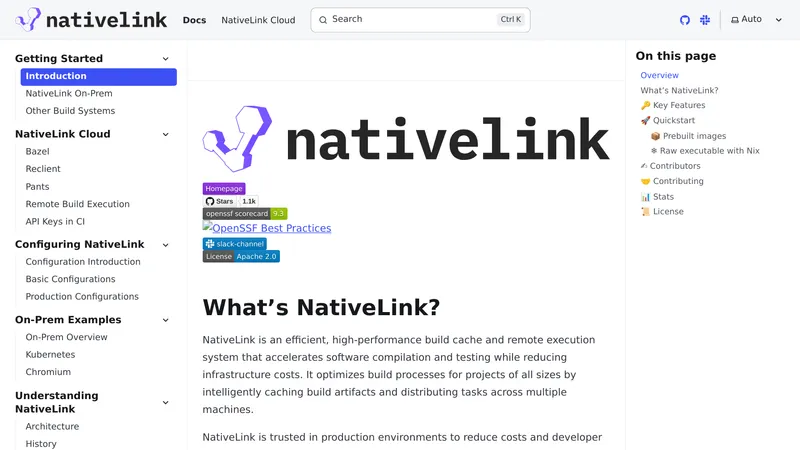 nativelink
Docs
NativeLink Cloud
Search
Ctrl K
Auto
Getting Started
Introduction
NativeLink On-Prem
Other Build Systems
NativeLink Cloud
Bazel
Reclient
Pants
Remote Build Execution
API Keys in CI
Configuring NativeLink
Configuration Introduction
Basic Configurations
Production Configurations
On-Prem Examples
On-Prem Overview
Kubernetes
Chromium
Understanding
NativeLink
Architecture
History
nativelink
Homepage
Stars 1.1k
openssf scorecard 9.3
OpenSSF Best Practices
slack-channel
License Apache 2.0
What’s NativeLink?
NativeLink is an efficient, high-performance build cache and remote execution
system that accelerates software compilation and testing while reducing
infrastructure costs. It optimizes build processes for projects of all sizes by
intelligently caching build artifacts and distributing tasks across multiple
machines.
NativeLink is trusted in production environments to reduce costs and developer
On this page
Overview
What’s NativeLink?
🔑 Key Features
🚀 Quickstart
📦 Prebuilt images
❄️ Raw executable with Nix
✍️ Contributors
🤝 Contributing
📊 Stats
📜 License